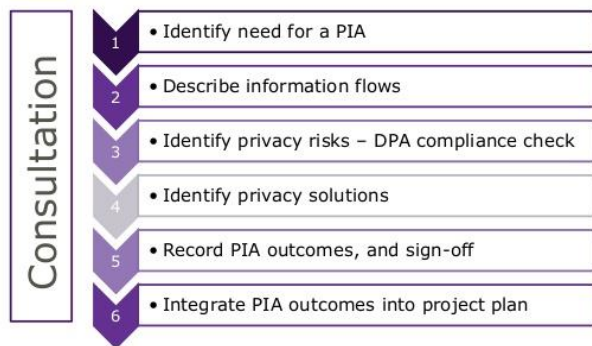 Consultation
1
• Identify need for a PIA
2
• Describe information flows
3
• Identify privacy risks – DPA compliance check
4
• Identify privacy solutions
5
• Record PIA outcomes, and sign-off
6
• Integrate PIA outcomes into project plan